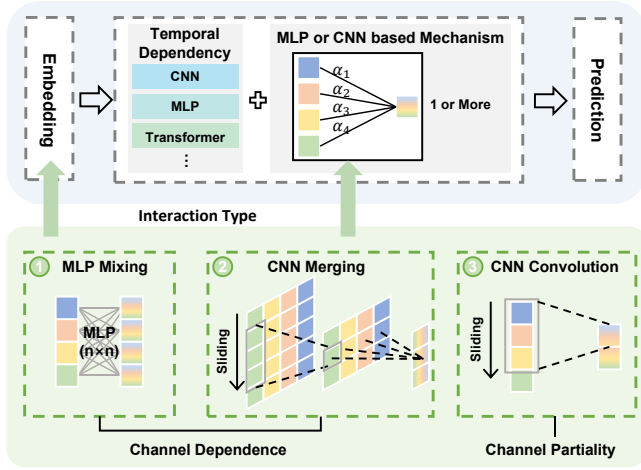 Embedding
Temporal
Dependency
CNN
MLP
Transformer
⋮
MLP or CNN based Mechanism
α1
α2
α3
α4
1 or More
Prediction
Interaction Type
1
MLP Mixing
MLP
(n×n)
2
CNN Merging
Sliding
3
CNN Convolution
Sliding
Channel Dependence
Channel Partiality